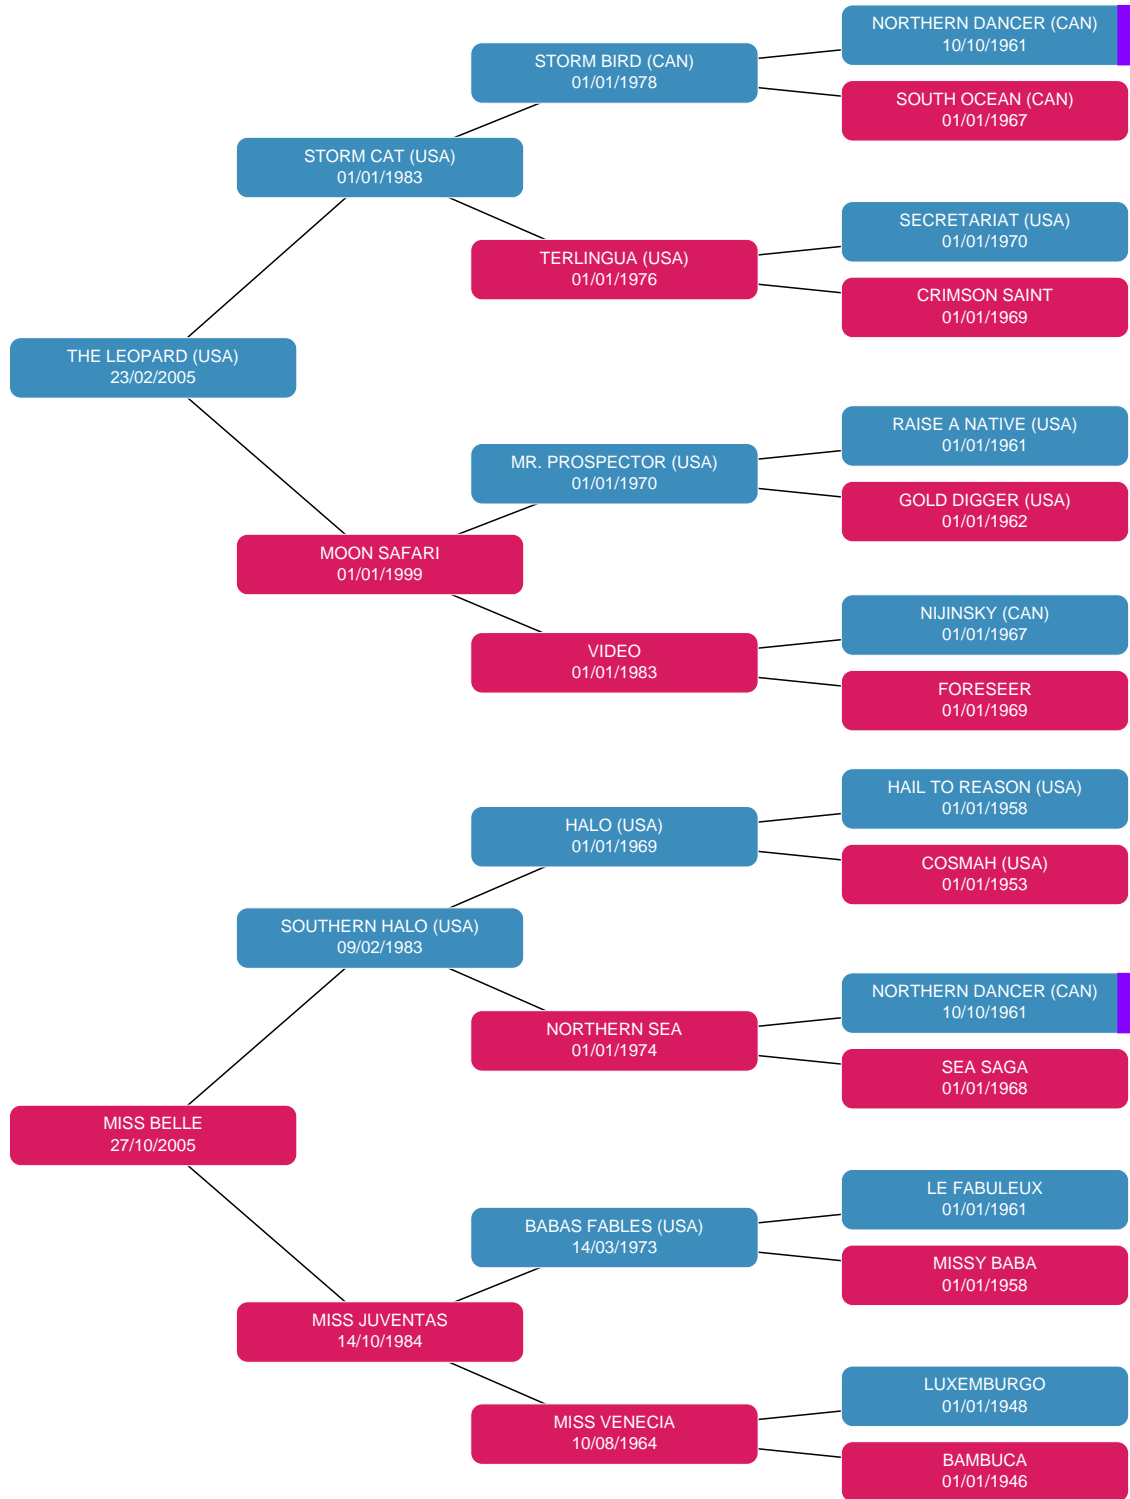 NORTHERN DANCER (CAN)
10/10/1961
STORM BIRD (CAN)
01/01/1978
SOUTH OCEAN (CAN)
01/01/1967
STORM CAT (USA)
01/01/1983
SECRETARIAT (USA)
01/01/1970
TERLINGUA (USA)
01/01/1976
CRIMSON SAINT
01/01/1969
THE LEOPARD (USA)
23/02/2005
RAISE A NATIVE (USA)
01/01/1961
MR. PROSPECTOR (USA)
01/01/1970
GOLD DIGGER (USA)
01/01/1962
MOON SAFARI
01/01/1999
NIJINSKY (CAN)
01/01/1967
VIDEO
01/01/1983
FORESEER
01/01/1969
HAIL TO REASON (USA)
01/01/1958
HALO (USA)
01/01/1969
COSMAH (USA)
01/01/1953
SOUTHERN HALO (USA)
09/02/1983
NORTHERN DANCER (CAN)
10/10/1961
NORTHERN SEA
01/01/1974
SEA SAGA
01/01/1968
MISS BELLE
27/10/2005
LE FABULEUX
01/01/1961
BABAS FABLES (USA)
14/03/1973
MISSY BABA
01/01/1958
MISS JUVENTAS
14/10/1984
LUXEMBURGO
01/01/1948
MISS VENECIA
10/08/1964
BAMBUCA
01/01/1946